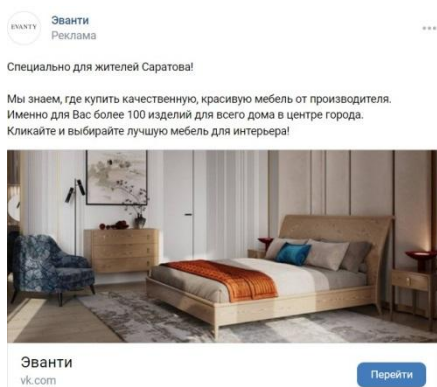 EVANTY
Эванти
Реклама
Специально для жителей Саратова!
Мы знаем, где купить качественную, красивую мебель от производителя.
Именно для Вас более 100 изделий для всего дома в центре города.
Кликайте и выбирайте лучшую мебель для интерьера!
Эванти
vk.com
Перейти